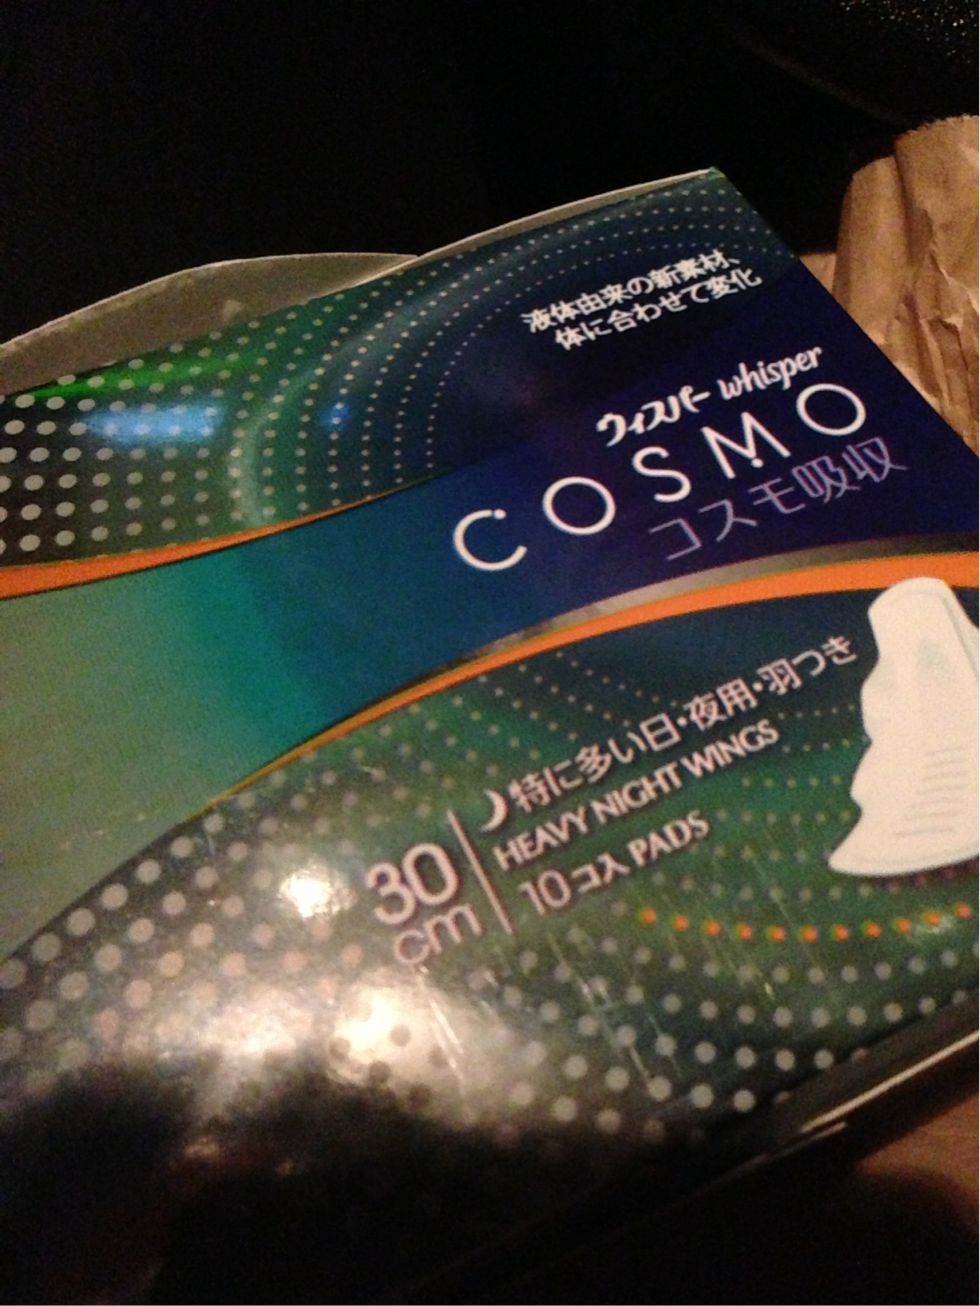 液体由来の新素材、
体に合わせて変化
ウィスパー whisper
COSMO
コスモ吸収
特に多い日・夜用・羽つき
HEAVY NIGHT WINGS
30
cm
10コ入 PADS